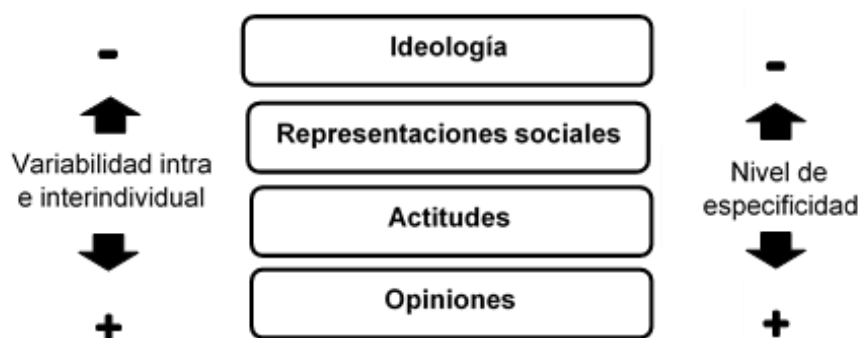 -
Ideología
-
Representaciones sociales
Variabilidad intra
e interindividual
Nivel de
especificidad
Actitudes
Opiniones
+
+